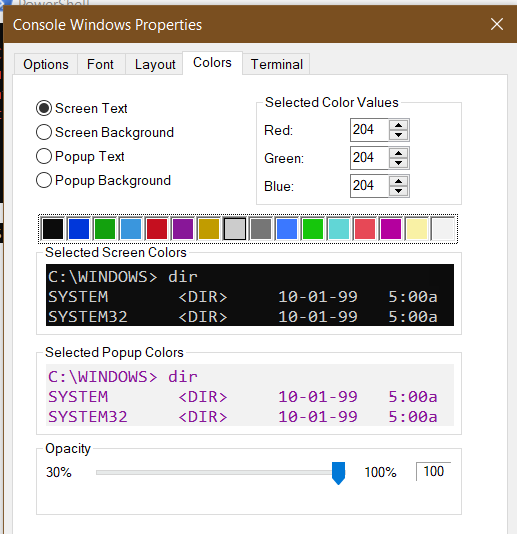 PowerShell
Console Windows Properties
Options Font Layout Colors Terminal
Screen Text
Screen Background
Popup Text
Popup Background
Selected Color Values
Red: 204
Green: 204
Blue: 204
Selected Screen Colors
C:\WINDOWS> dir
SYSTEM <DIR> 10-01-99 5:00a
SYSTEM32 <DIR> 10-01-99 5:00a
Selected Popup Colors
C:\WINDOWS> dir
SYSTEM <DIR> 10-01-99 5:00a
SYSTEM32 <DIR> 10-01-99 5:00a
Opacity
30% 100% 100